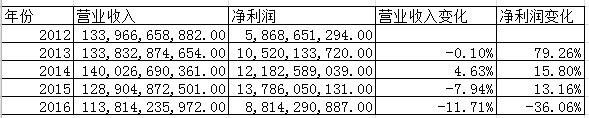 年份 营业收入 净利润 营业收入变化 净利润变化
2012 133,966,658,882.00 5,868,651,294.00
2013 133,832,874,654.00 10,520,133,720.00 -0.10% 79.26%
2014 140,032,690,361.00 12,182,589,039.00 4.63% 15.80%
2015 128,904,872,501.00 13,786,050,131.00 -7.94% 13.16%
2016 113,814,235,972.00 8,814,290,887.00 -11.71% -36.06%